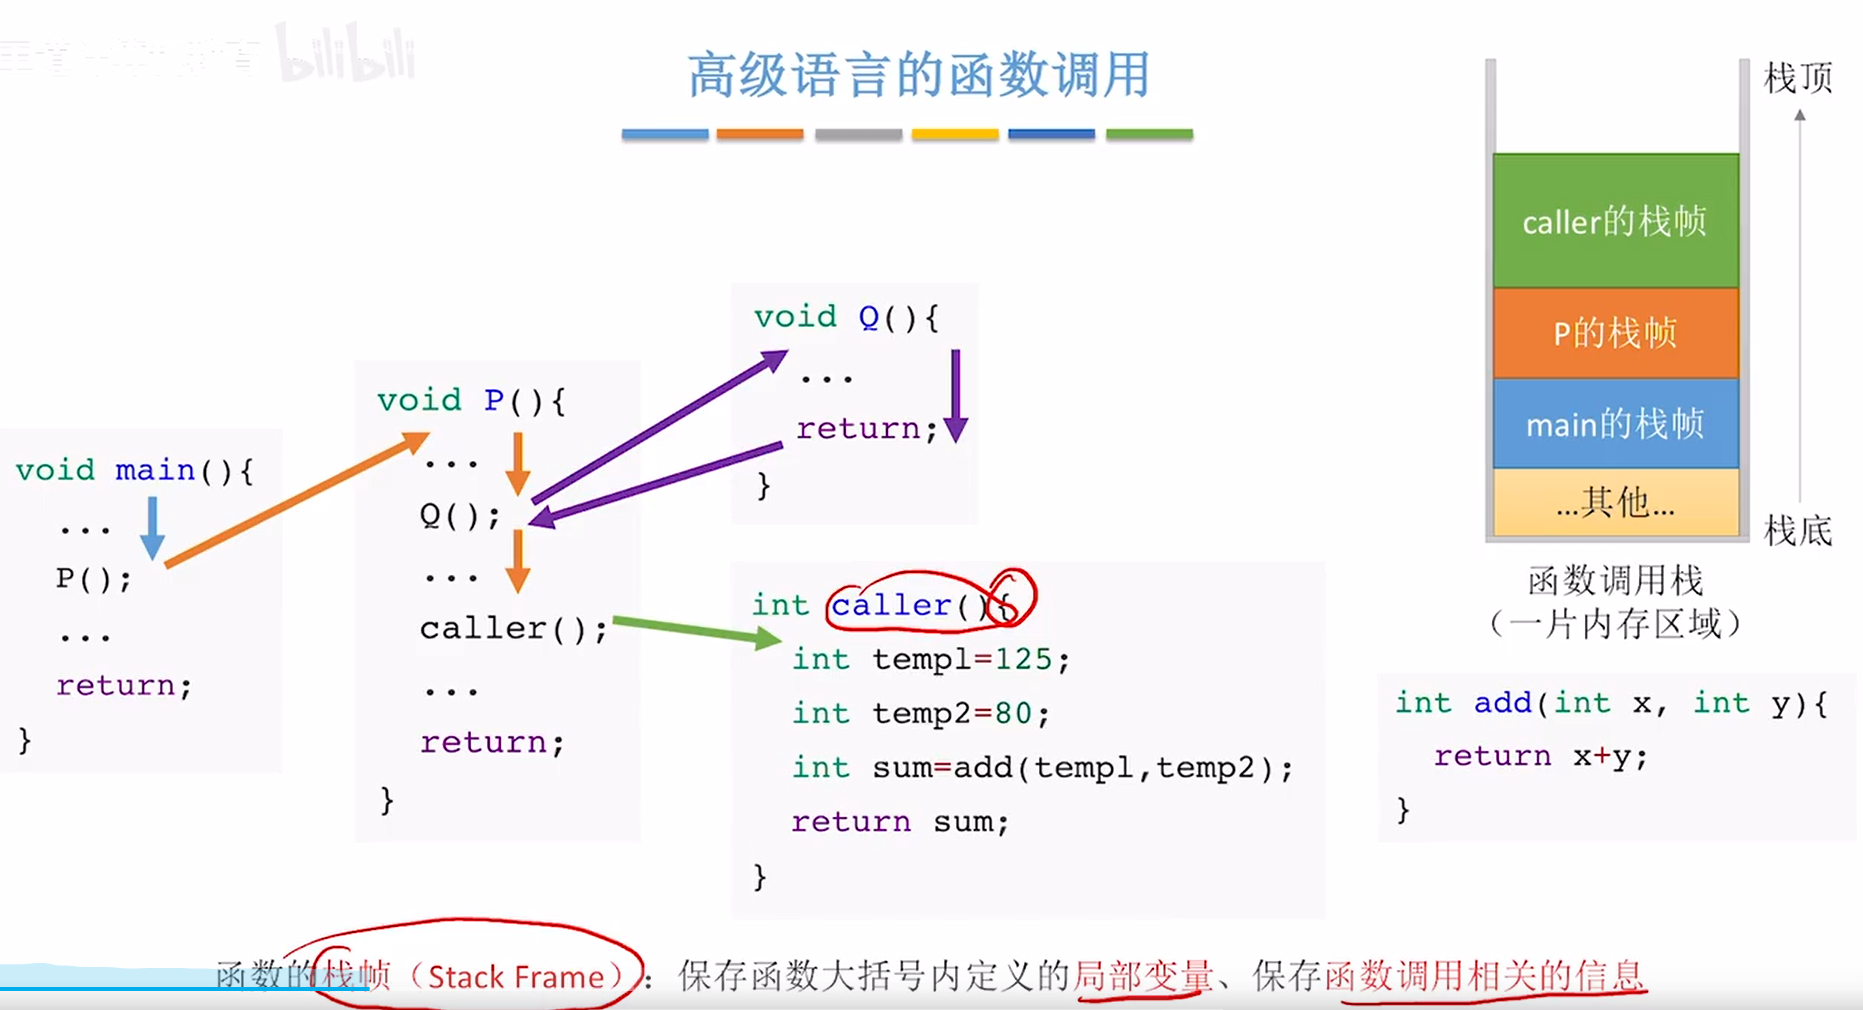 bilibili
高级语言的函数调用
void main(){
...
P();
...
return;
}
void P(){
...
Q();
...
caller();
...
return;
}
void Q(){
...
return;
}
int caller(){
int temp1=125;
int temp2=80;
int sum=add(temp1,temp2);
return sum;
}
栈顶
caller的栈帧
P的栈帧
main的栈帧
...其他...
栈底
函数调用栈
（一片内存区域）
int add(int x, int y){
return x+y;
}
函数的栈帧（Stack Frame）：保存函数大括号内定义的局部变量、保存函数调用相关的信息